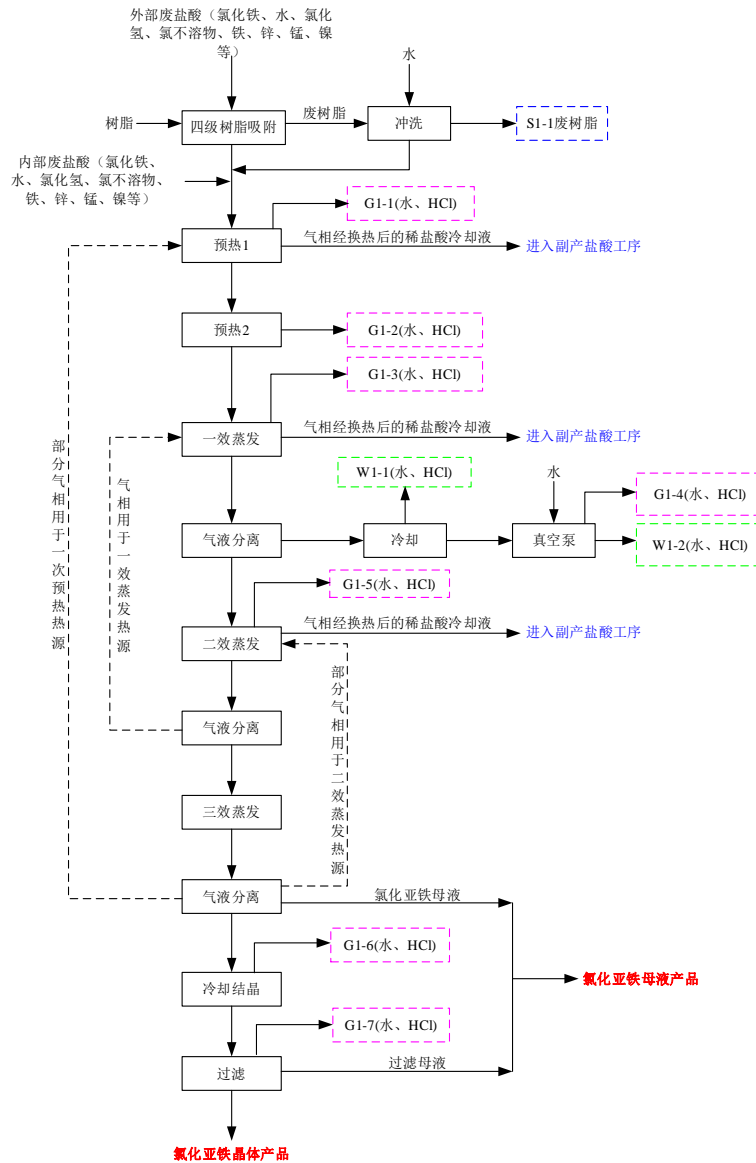 外部废盐酸（氯化铁、水、氯化
氢、氯不溶物、铁、锌、锰、镍
等）
水
树脂
四级树脂吸附
废树脂
冲洗
S1-1废树脂
内部废盐酸（氯化铁、
水、氯化氢、氯不溶物、
铁、锌、锰、镍等）
G1-1(水、HCl)
预热1
气相经换热后的稀盐酸冷却液
进入副产盐酸工序
预热2
G1-2(水、HCl)
G1-3(水、HCl)
一效蒸发
气相经换热后的稀盐酸冷却液
进入副产盐酸工序
W1-1(水、HCl)
水
G1-4(水、HCl)
气液分离
冷却
真空泵
W1-2(水、HCl)
G1-5(水、HCl)
二效蒸发
气相经换热后的稀盐酸冷却液
进入副产盐酸工序
部分气相用于一次预热热源
气相用于一效蒸发热源
部分气相用于二效蒸发热源
气液分离
三效蒸发
气液分离
氯化亚铁母液
G1-6(水、HCl)
冷却结晶
氯化亚铁母液产品
G1-7(水、HCl)
过滤
过滤母液
氯化亚铁晶体产品